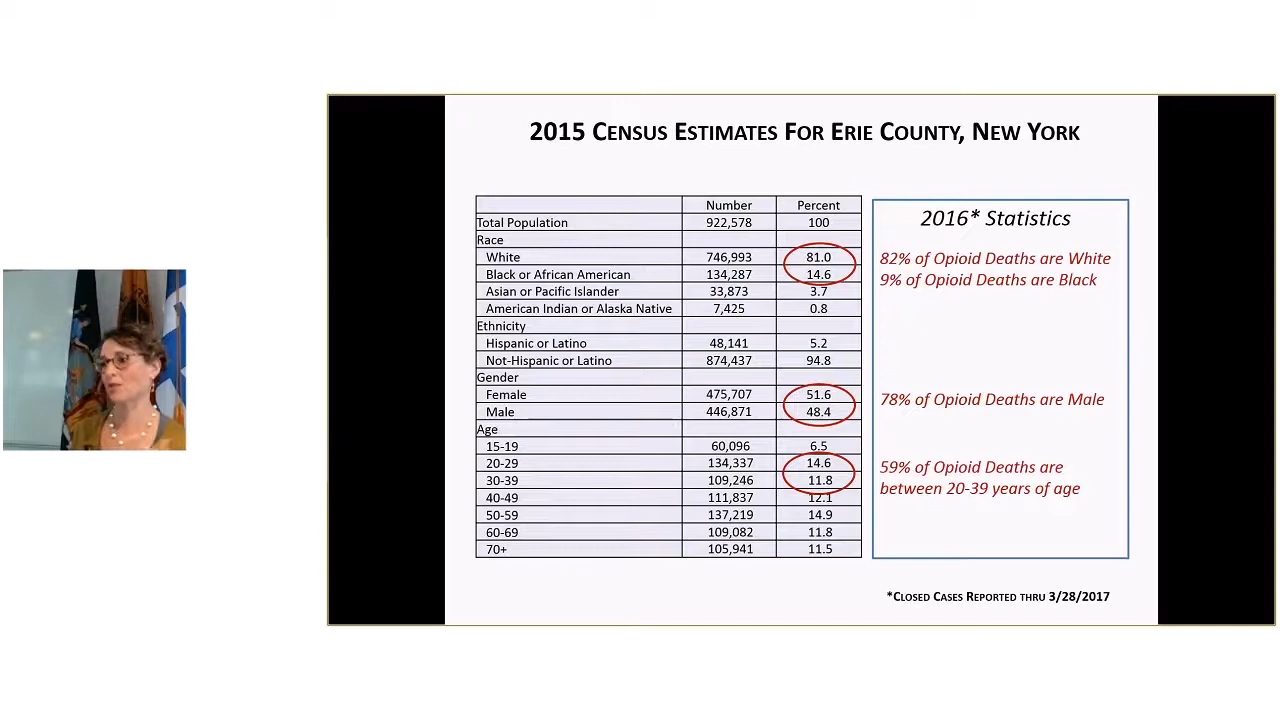 2015 Census Estimates For Erie County, New York
Number Percent
Total Population 922,578 100
Race
White 746,993 81.0
Black or African American 134,287 14.6
Asian or Pacific Islander 33,873 3.7
American Indian or Alaska Native 7,425 0.8
Ethnicity
Hispanic or Latino 48,141 5.2
Not-Hispanic or Latino 874,437 94.8
Gender
Female 475,707 51.6
Male 446,871 48.4
Age
15-19 60,096 6.5
20-29 134,337 14.6
30-39 109,246 11.8
40-49 111,837 12.1
50-59 137,219 14.9
60-69 109,082 11.8
70+ 105,941 11.5
2016* Statistics
82% of Opioid Deaths are White
9% of Opioid Deaths are Black
78% of Opioid Deaths are Male
59% of Opioid Deaths are
between 20-39 years of age
*Closed Cases Reported thru 3/28/2017